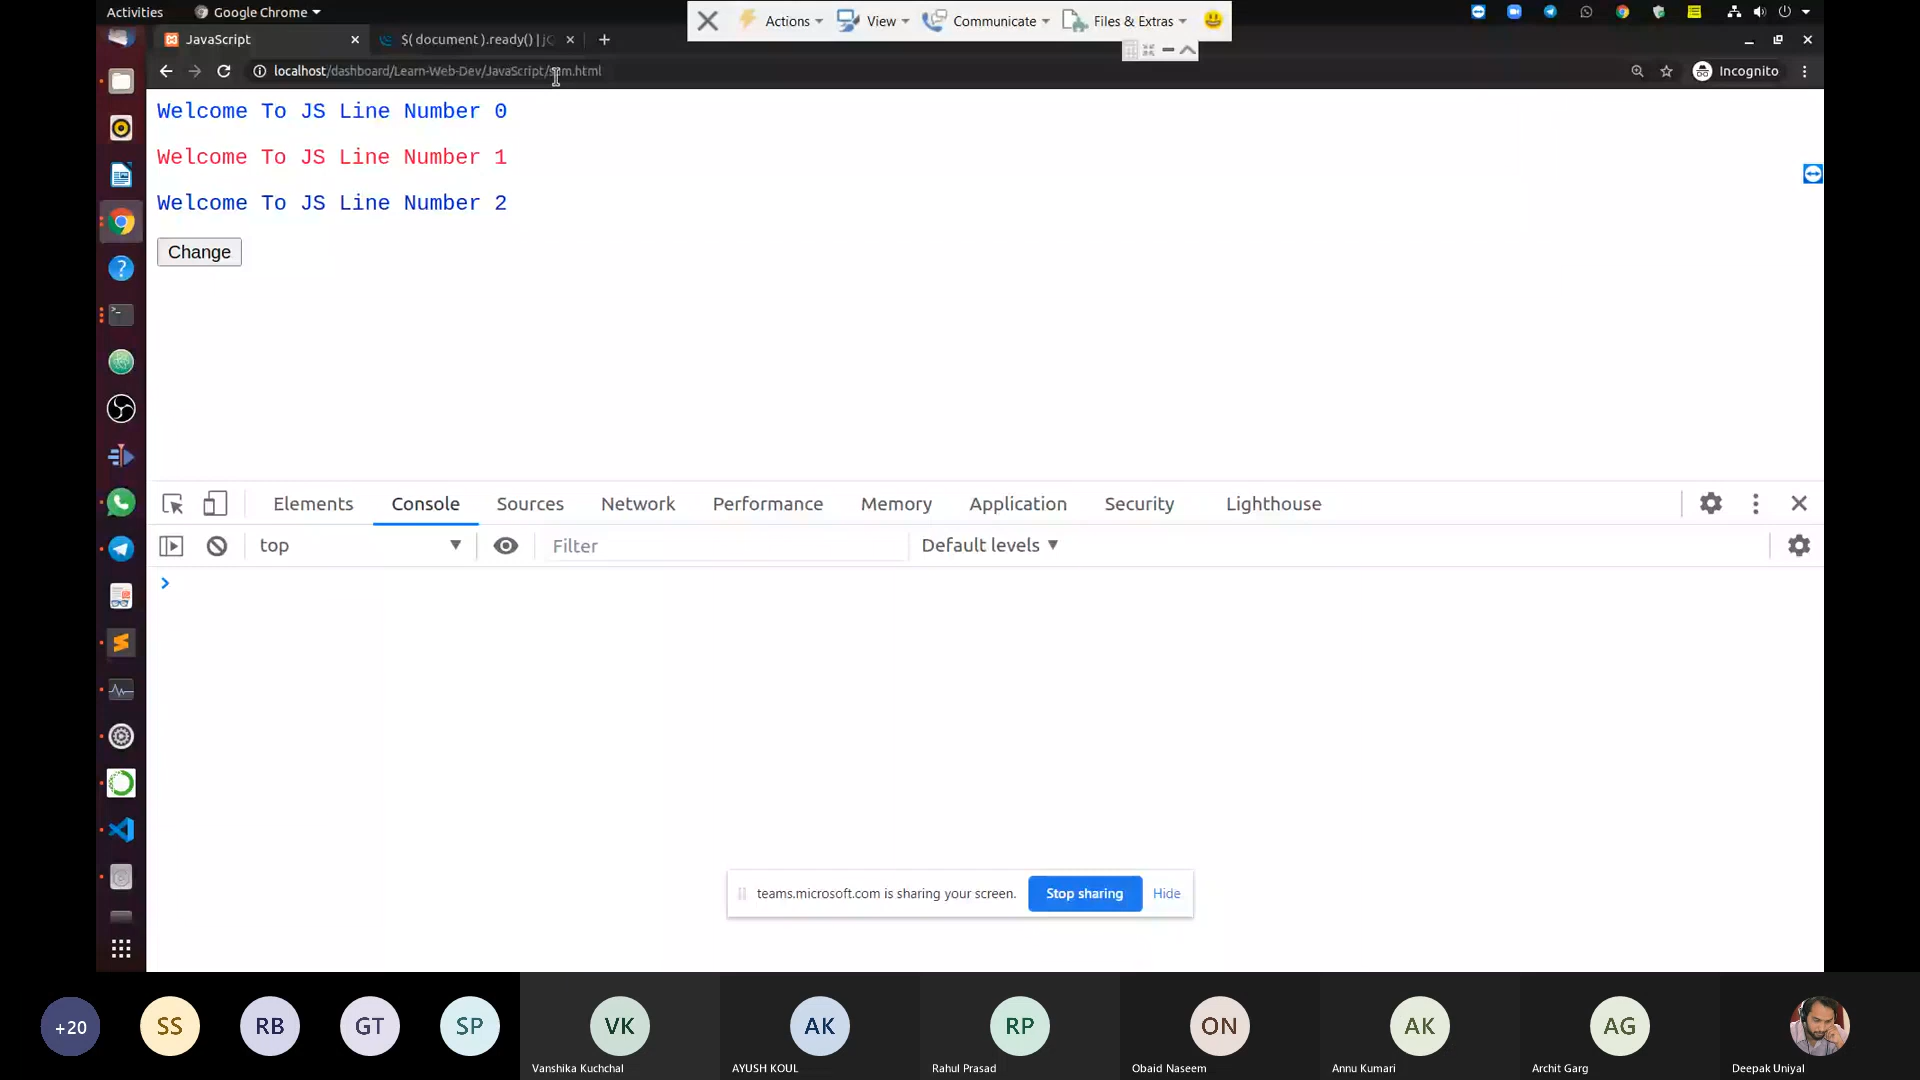 Activities
Google Chrome
Actions
View
Communicate
Files & Extras
JavaScript
$( document ).ready() | jQ
localhost/dashboard/Learn-Web-Dev/JavaScript/
.html
Incognito
Welcome To JS Line Number 0
Welcome To JS Line Number 1
Welcome To JS Line Number 2
Change
Elements
Console
Sources
Network
Performance
Memory
Application
Security
Lighthouse
top
Filter
Default levels
teams.microsoft.com is sharing your screen.
Stop sharing
Hide
+20
SS
RB
GT
SP
VK
AK
RP
ON
AK
AG
Vanshika Kuchchal
AYUSH KOUL
Rahul Prasad
Obaid Naseem
Annu Kumari
Archit Garg
Deepak Uniyal